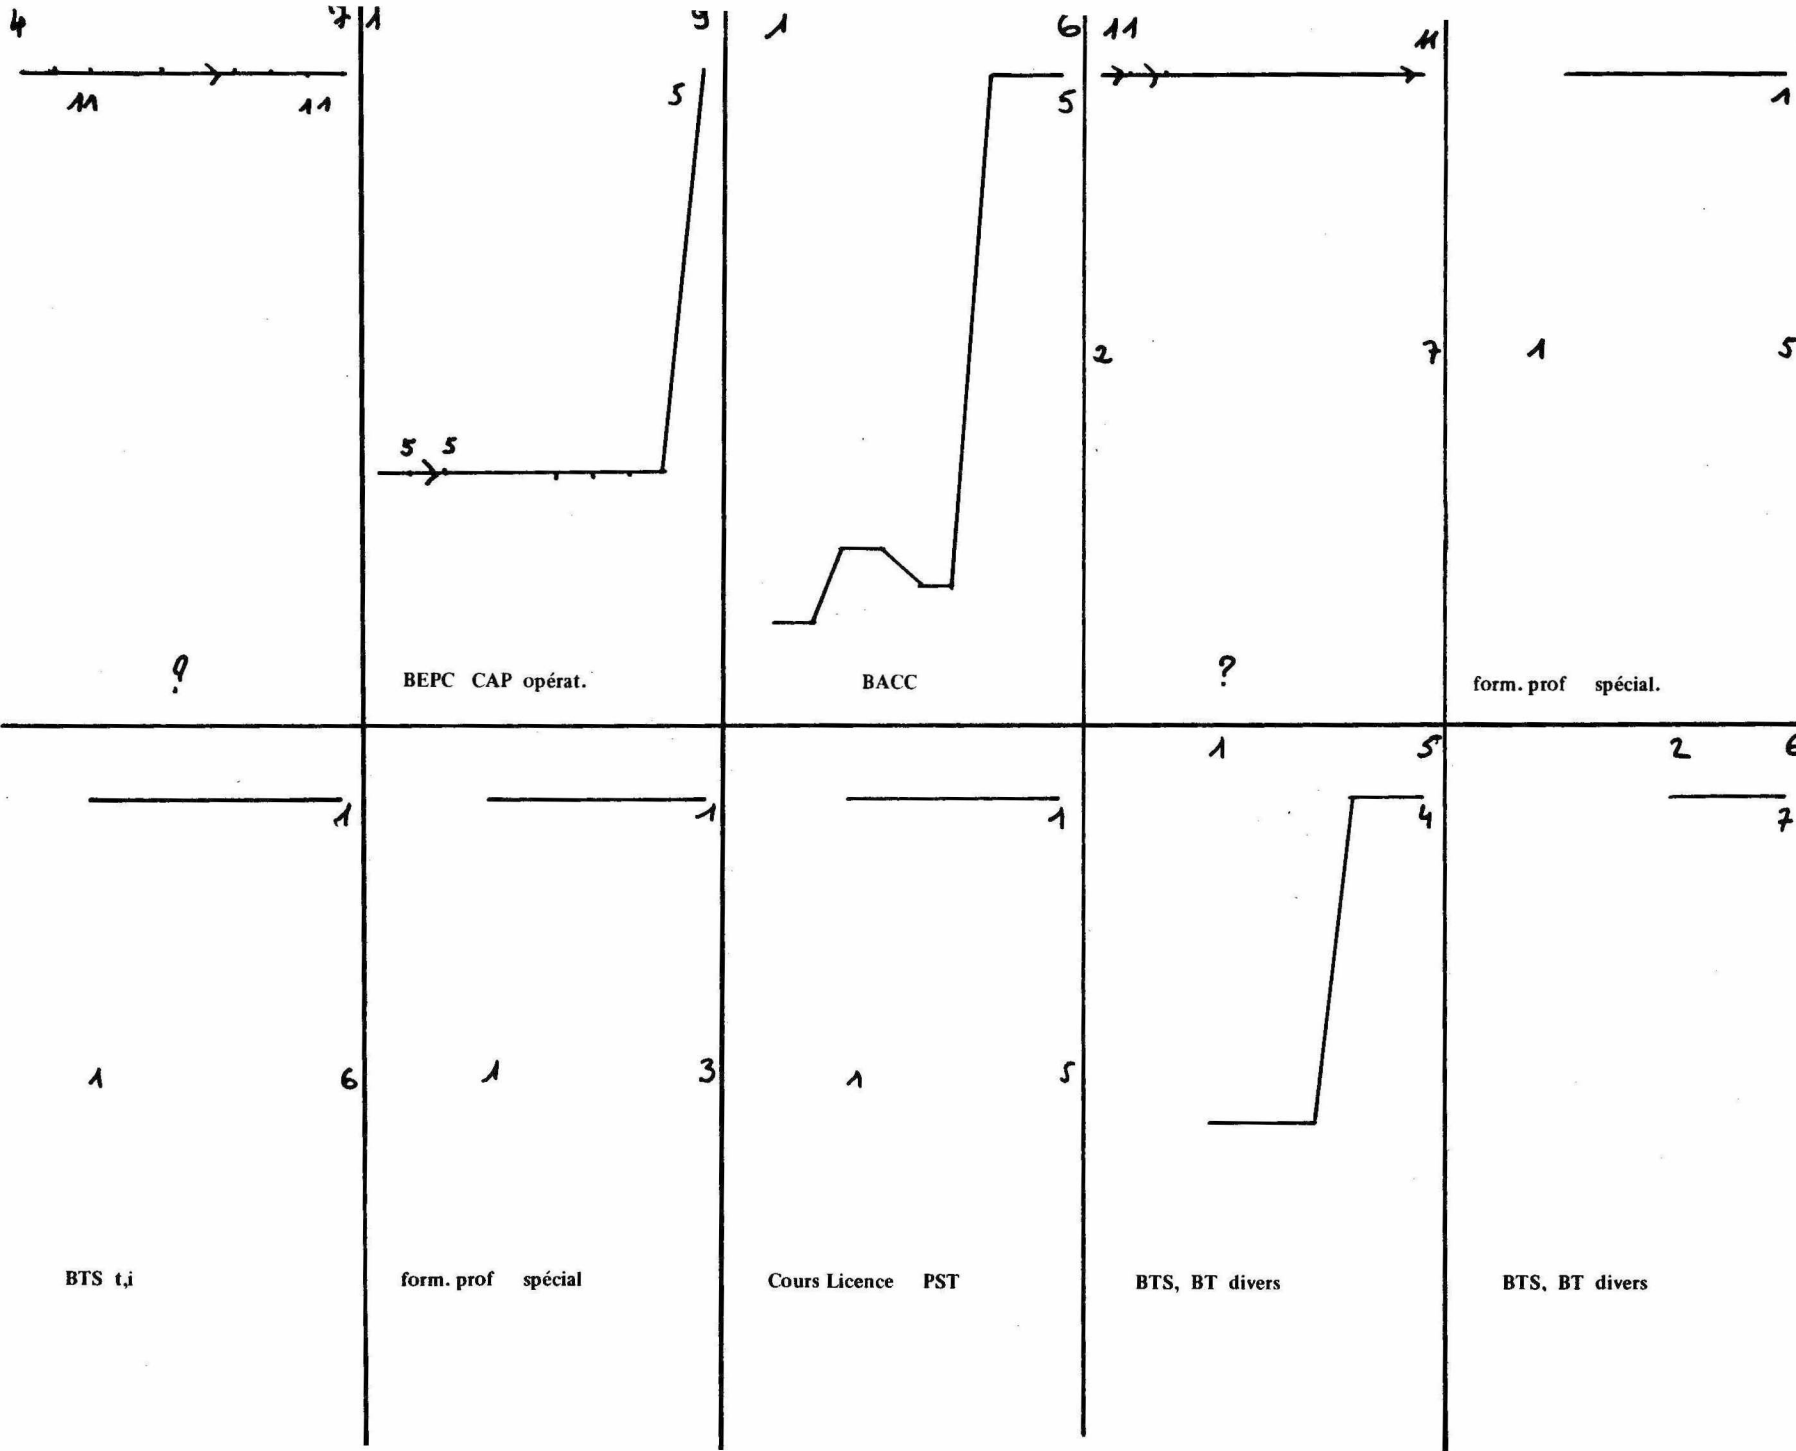 4 7 1 9 1 6 11 11
11 11 5 5 1
2 7 1 5
5 5
? BEPC CAP opérat. BACC ? form. prof spécial.
1 5 2 6
1 1 1 4 7
1 6 1 3 1 5
BTS t,i form. prof spécial Cours Licence PST BTS, BT divers BTS, BT divers